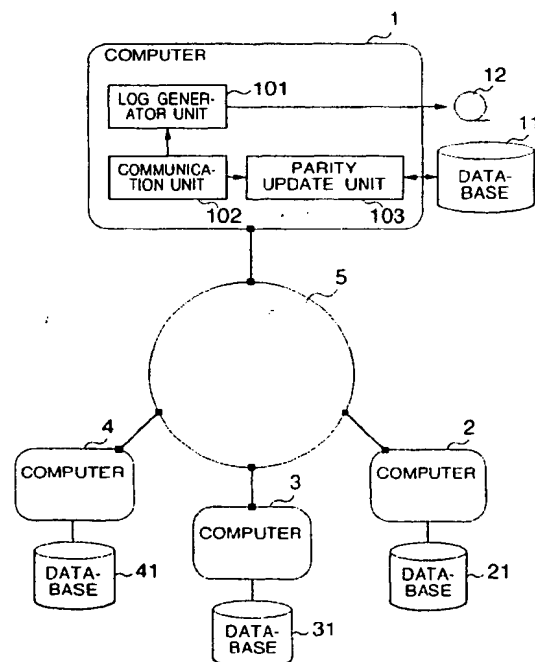 1
COMPUTER
101
LOG GENER-
ATOR UNIT
12
11
COMMUNICA-
TION UNIT
PARITY
UPDATE UNIT
DATA-
BASE
102
103
5
4
2
COMPUTER
COMPUTER
3
COMPUTER
DATA-
BASE
41
DATA-
BASE
21
DATA-
BASE
31